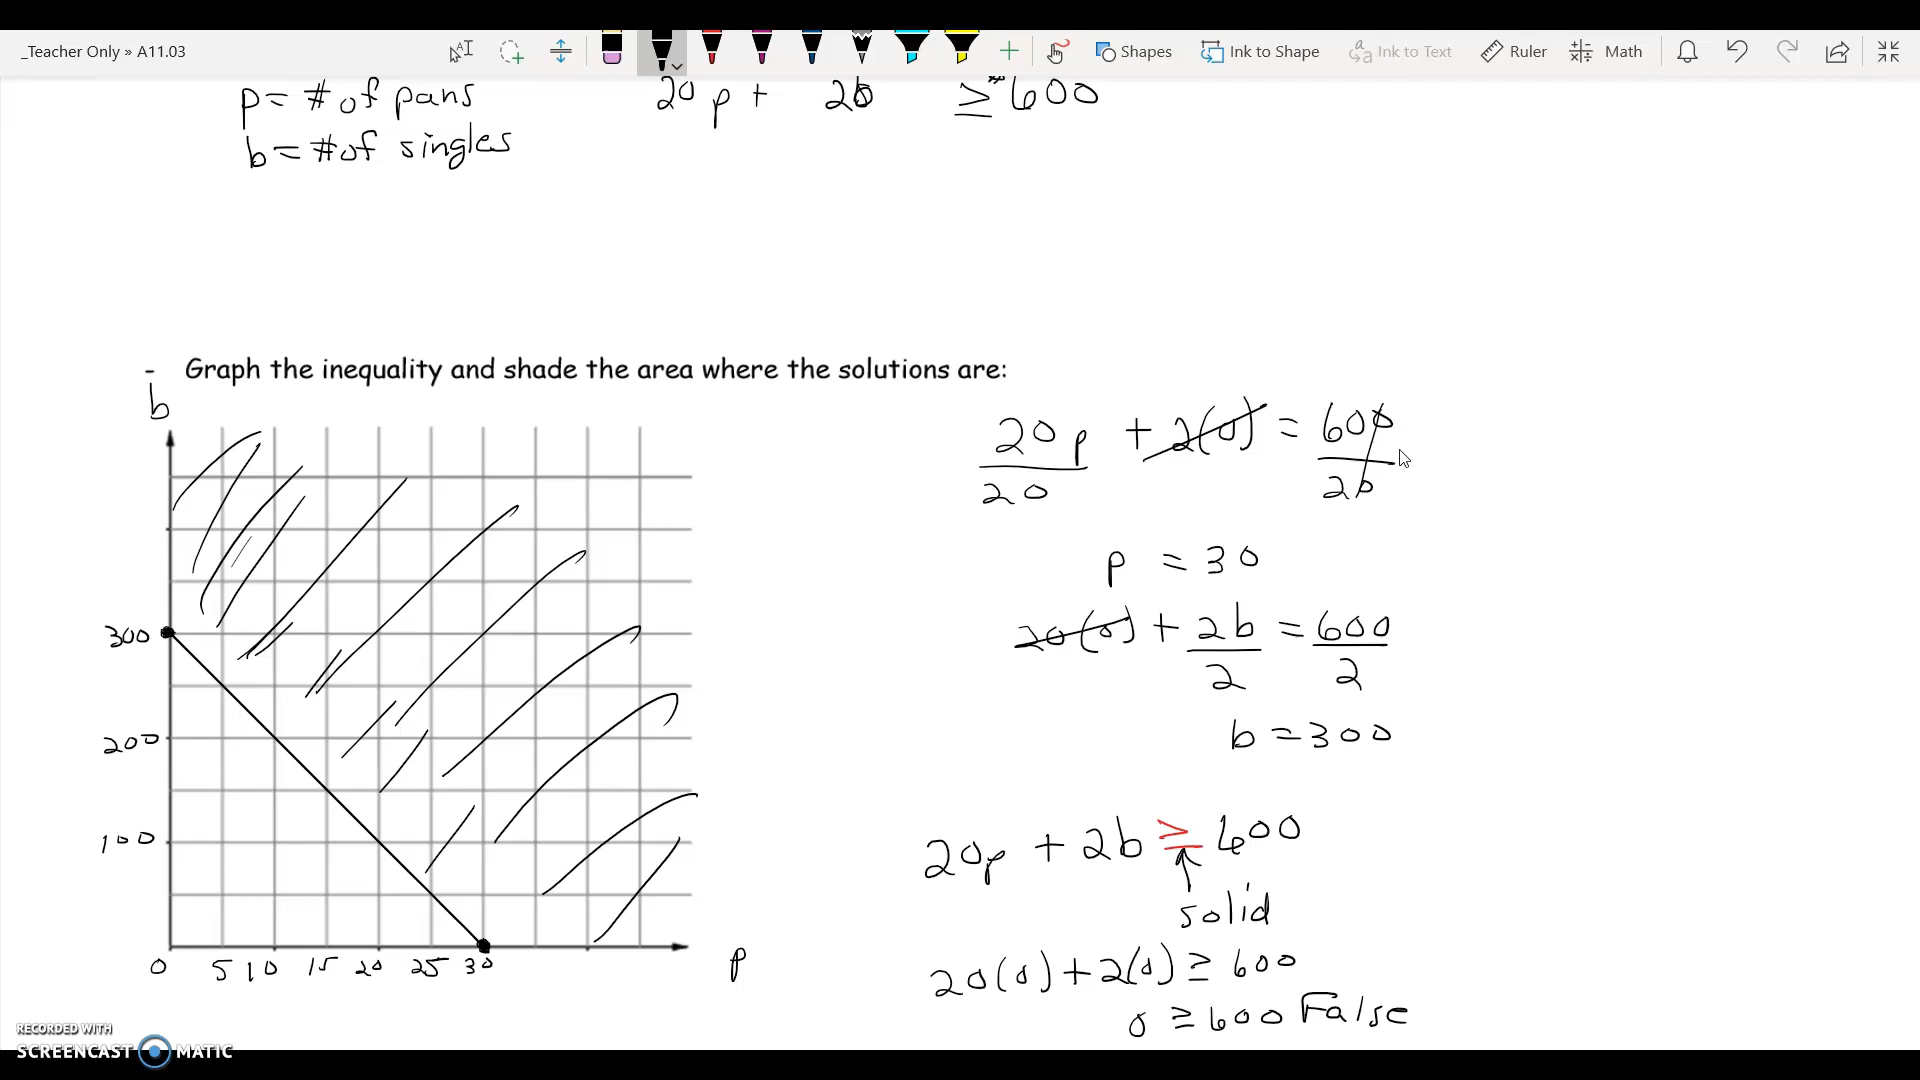 _Teacher Only » A11.03
Shapes
Ink to Shape
Ink to Text
Ruler
Math
p = # of pans
20p + 2b ≥ 600
b = # of singles
- Graph the inequality and shade the area where the solutions are:
b
300
200
100
0 5 10 15 20 25 30
p
20p + 2(0) = 600
20 20
p = 30
20(0) + 2b = 600
2 2
b = 300
20p + 2b ≥ 600
solid
20(0) + 2(0) ≥ 600
0 ≥ 600 False
RECORDED WITH
SCREENCAST MATIC